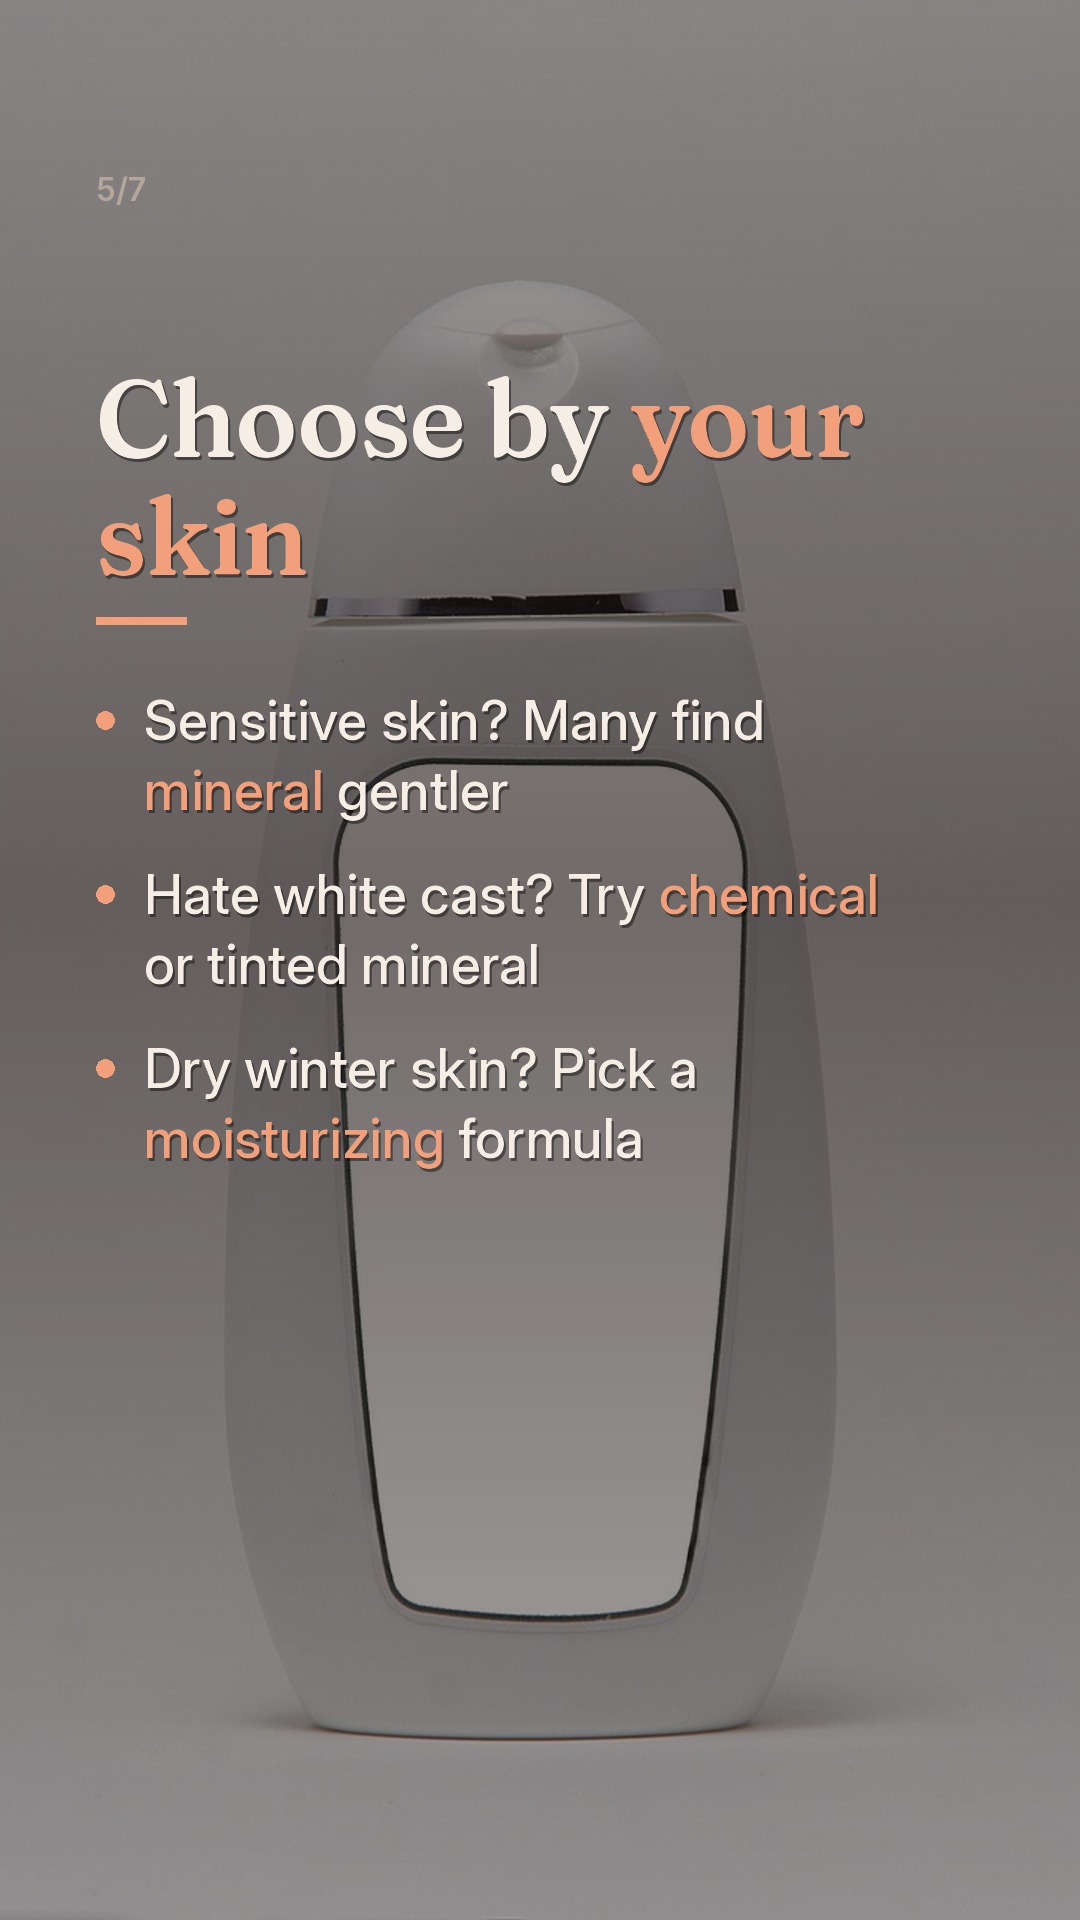 5/7
Choose by your
skin
Sensitive skin? Many find
mineral gentler
Hate white cast? Try chemical
or tinted mineral
Dry winter skin? Pick a
moisturizing formula